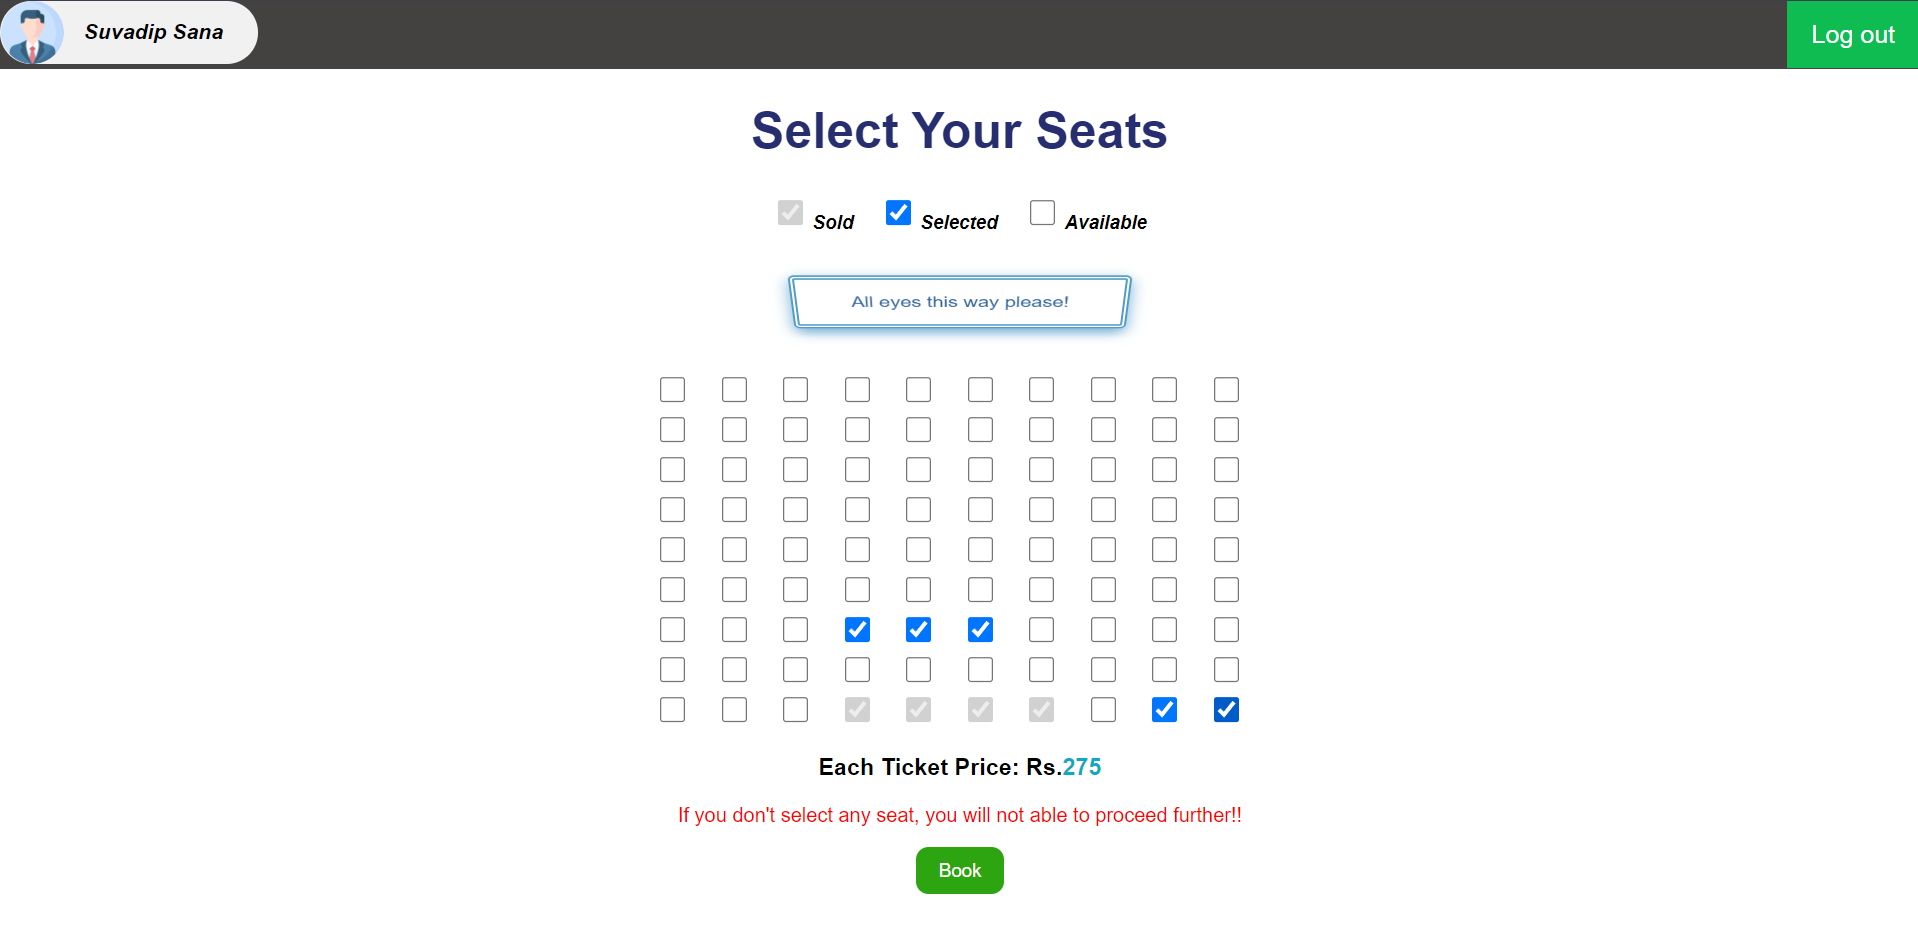 Suvadip Sana
Log out
Select Your Seats
Sold Selected Available
All eyes this way please!
Each Ticket Price: Rs.275
If you don't select any seat, you will not able to proceed further!!
Book